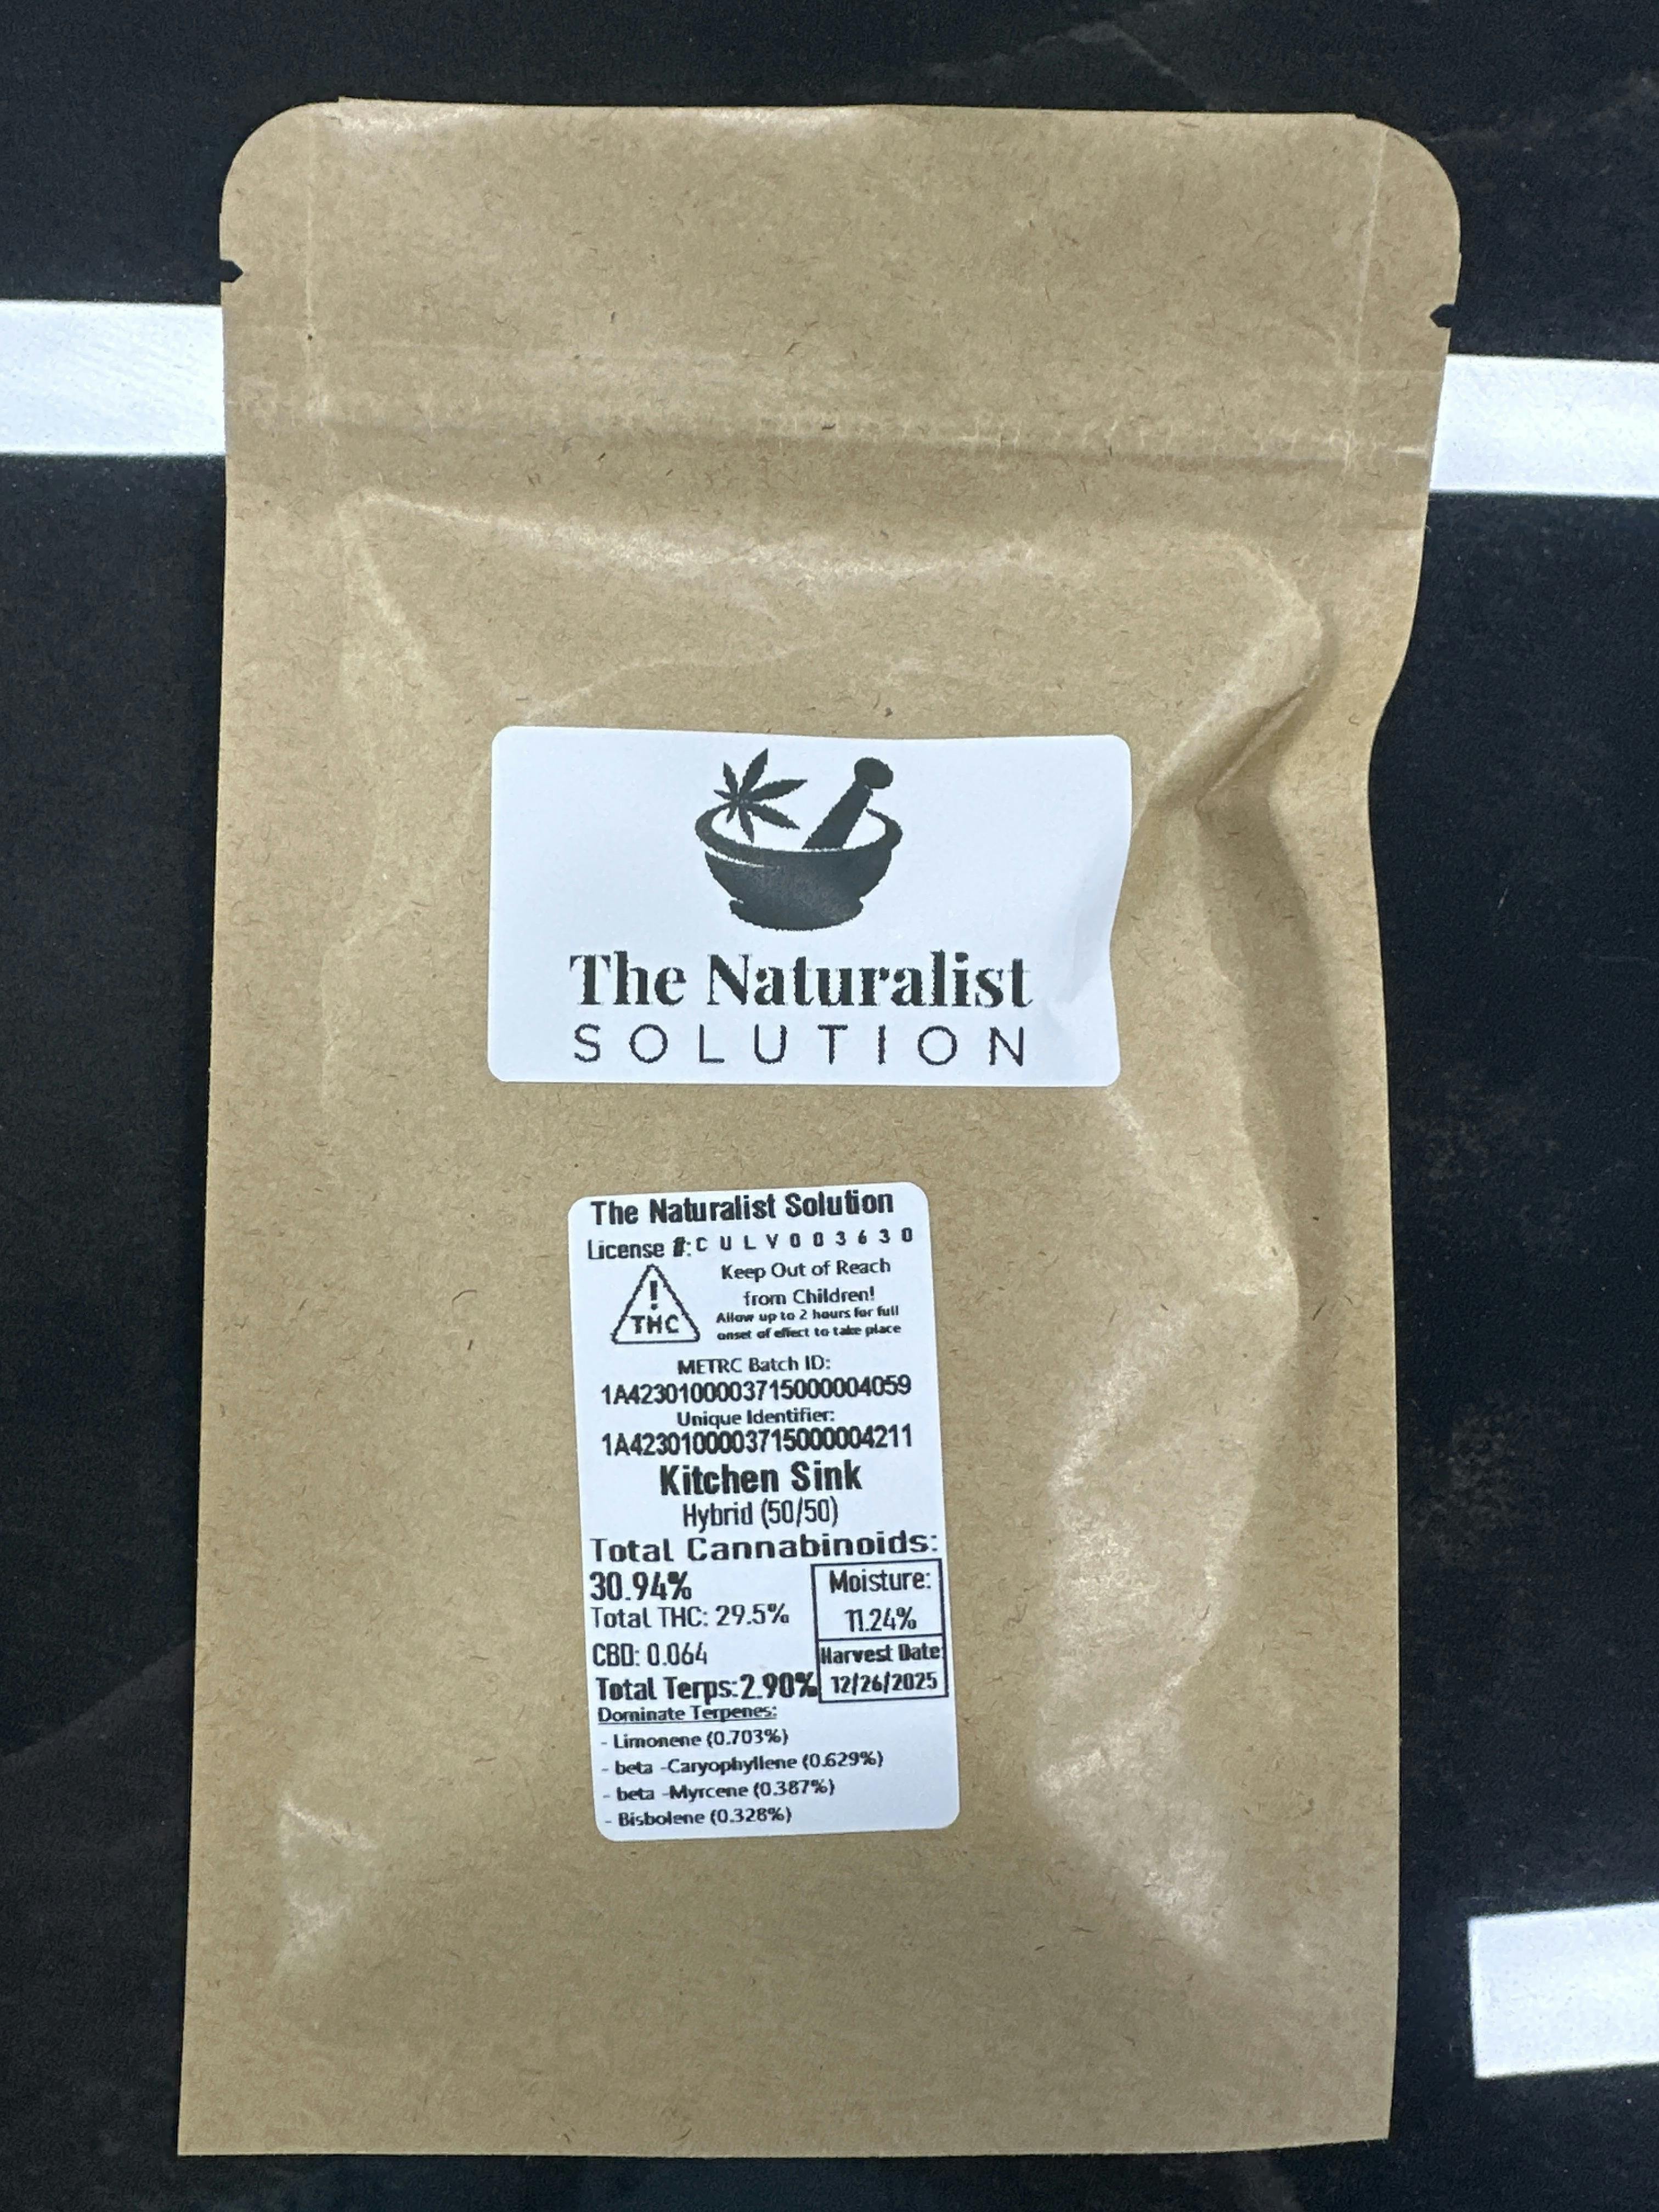 The Naturalist
SOLUTION
The Naturalist Solution
License #:CULV003630
!
THC
Keep Out of Reach
from Children!
Allow up to 2 hours for full
onset of effect to take place
METRC Batch ID:
1A4230100003715000004059
Unique Identifier:
1A4230100003715000004211
Kitchen Sink
Hybrid (50/50)
Total Cannabinoids:
30.94%
Total THC: 29.5%
CBD: 0.064
Total Terps:2.90%
Moisture:
11.24%
Harvest Date:
12/26/2025
Dominate Terpenes:
- Limonene (0.703%)
- beta -Caryophyllene (0.629%)
- beta -Myrcene (0.387%)
- Bisbolene (0.328%)